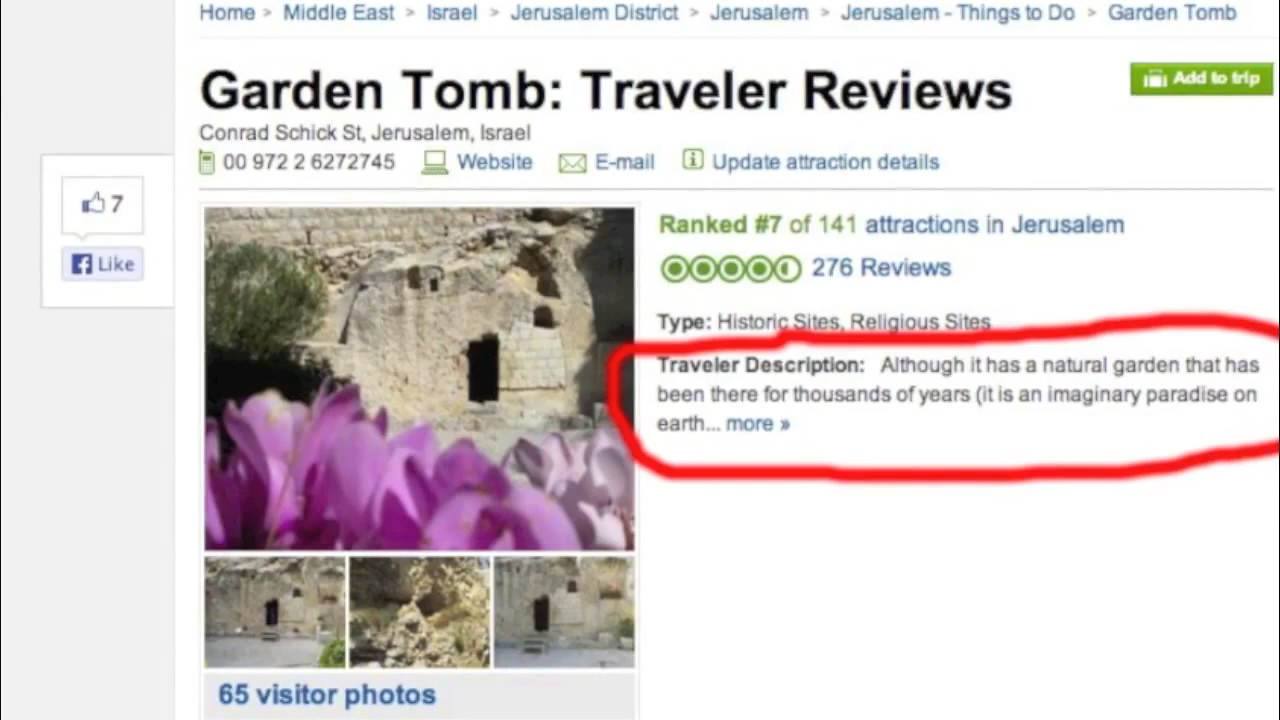 Home > Middle East > Israel > Jerusalem District > Jerusalem > Jerusalem - Things to Do > Garden Tomb
Garden Tomb: Traveler Reviews
Add to trip
Conrad Schick St, Jerusalem, Israel
00 972 2 6272745 Website E-mail Update attraction details
7
Like
Ranked #7 of 141 attractions in Jerusalem
276 Reviews
Type: Historic Sites, Religious Sites
Traveler Description: Although it has a natural garden that has
been there for thousands of years (it is an imaginary paradise on
earth... more »
65 visitor photos